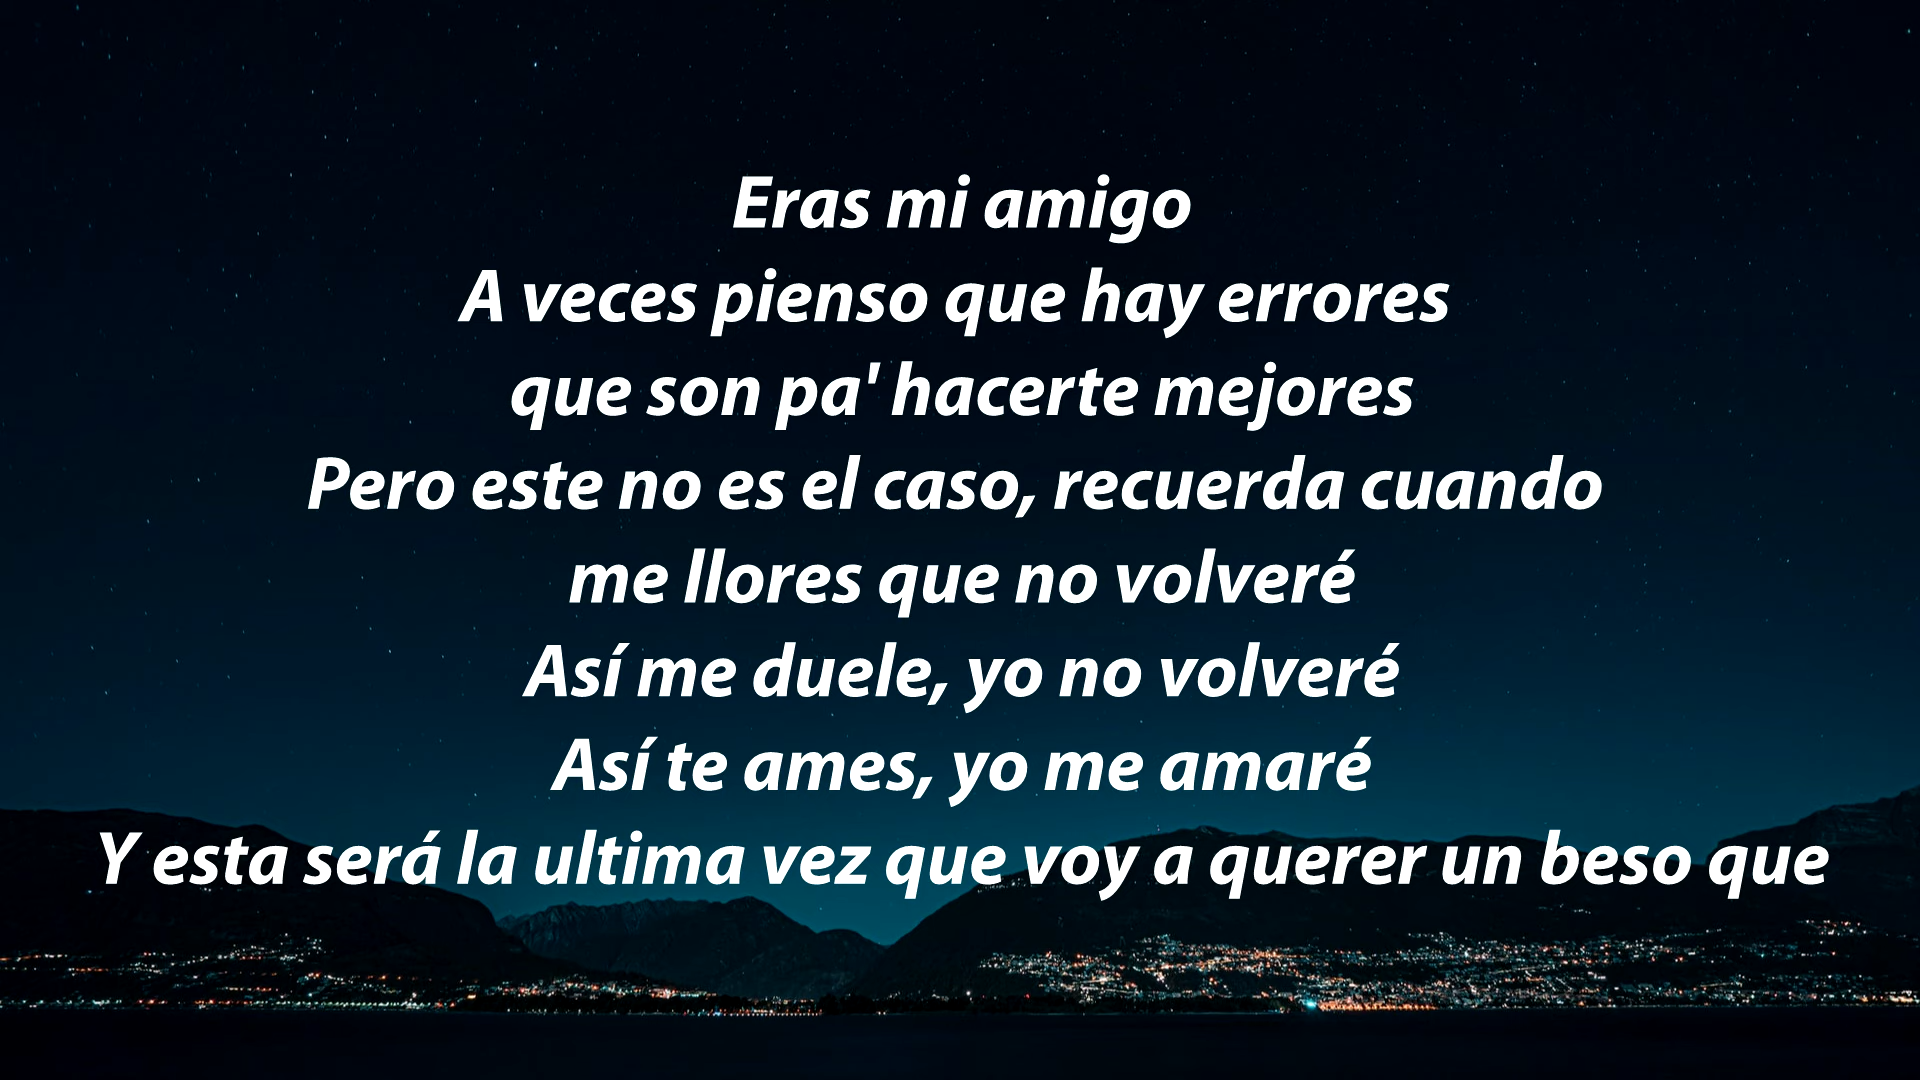 Eras mi amigo
A veces pienso que hay errores
que son pa' hacerte mejores
Pero este no es el caso, recuerda cuando
me llores que no volveré
Así me duele, yo no volveré
Así te ames, yo me amaré
Y esta será la ultima vez que voy a querer un beso que